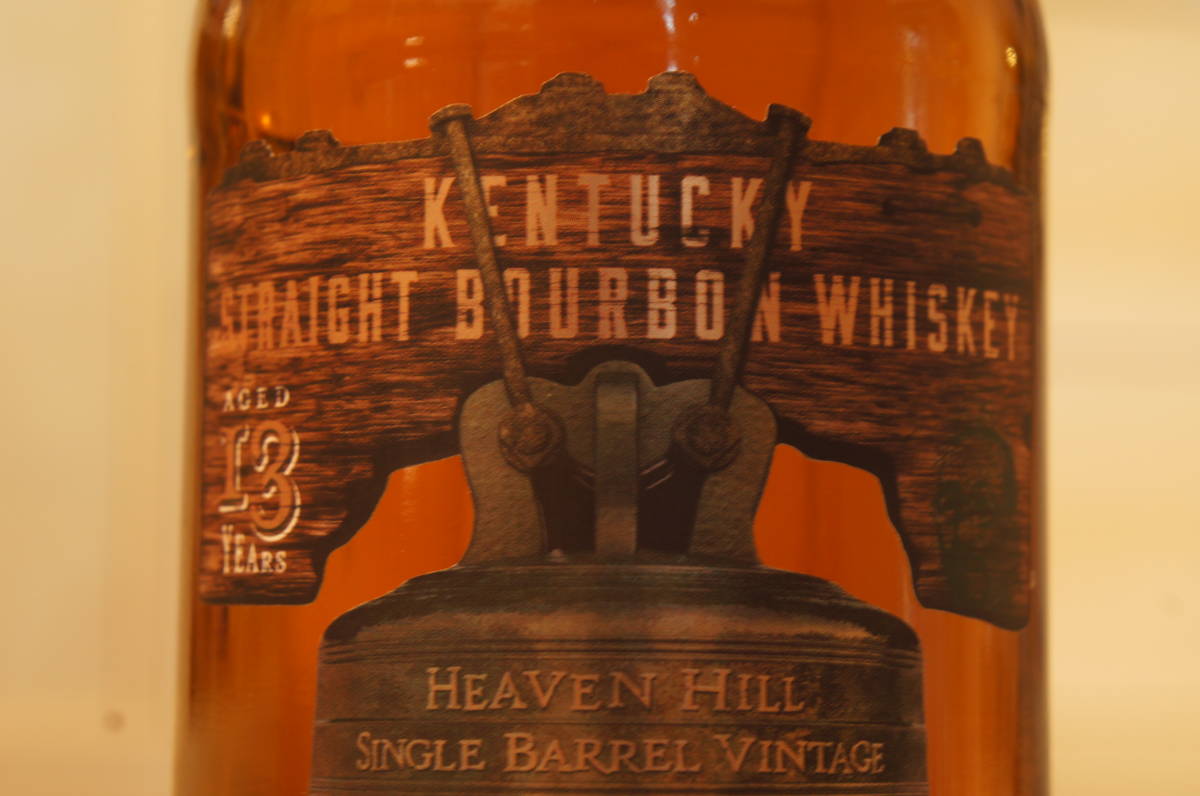 KENTUCKY
STRAIGHT BOURBON WHISKEY
AGED
13
YEARS
HEAVEN HILL
SINGLE BARREL VINTAGE